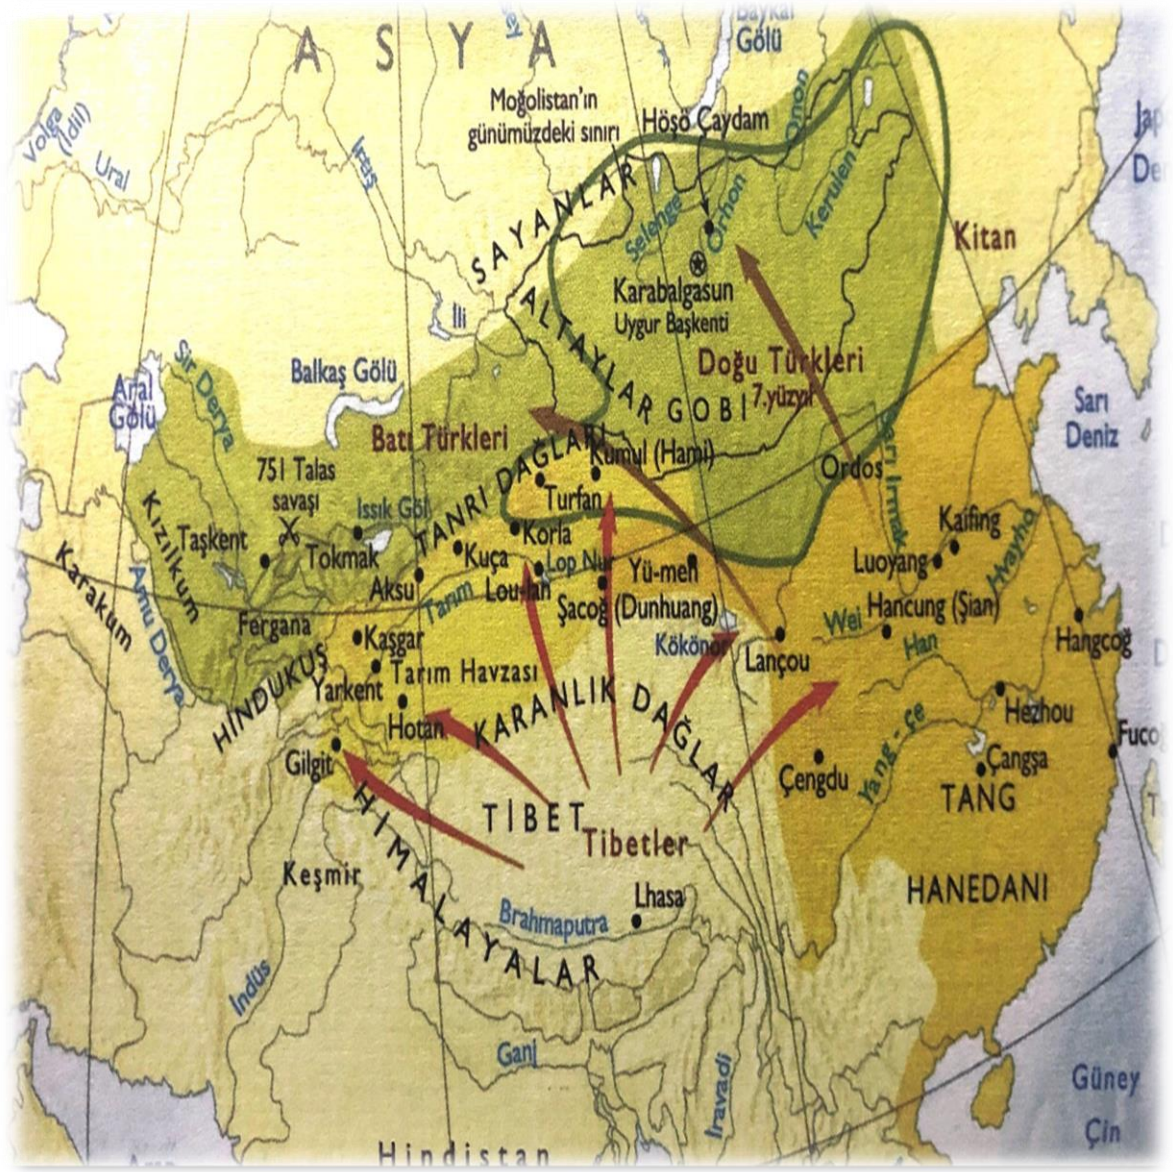 ASYA
Baykal
Gölü
Moğolistan'ın
günümüzdeki sınırı
Höşö Çaydam
Onon
Volga
(İdil)
Ural
İrtiş
SAYANLAR
Selenge
Orhon
Kerulen
Kitan
Karabalgasun
Uygur Başkenti
İli
ALTAYLAR
Doğu Türkleri
7.yüzyıl
GOBİ
Sir Derya
Balkaş Gölü
Aral
Gölü
Batı Türkleri
Sarı
Deniz
TANRI DAĞLARI
Kumul (Hami)
Ordos
Sarı Irmak
751 Talas
savaşı
Issık Göl
Turfan
Kızılkum
Taşkent
Tokmak
Korla
Kaifing
Kuça
Lop Nur
Yü-men
Luoyang
Hvayho
Karakum
Amu Derya
Aksu
Tarım
Lou-lan
Şacoğ (Dunhuang)
Wei
Hancung (Şian)
Fergana
Kaşgar
Kökönor
Lançou
Han
Hangcoğ
HİNDUKUŞ
Yarkent
Tarım Havzası
KARANLIK DAĞLAR
Hotan
Hezhou
Yang-çe
Gilgit
Çengdu
Çangşa
Fuco
TİBET
Tibetler
TANG
HANEDANI
HİMALAYALAR
Keşmir
Lhasa
Brahmaputra
İndüs
Ganj
İravadi
Güney
Çin
Hindistan